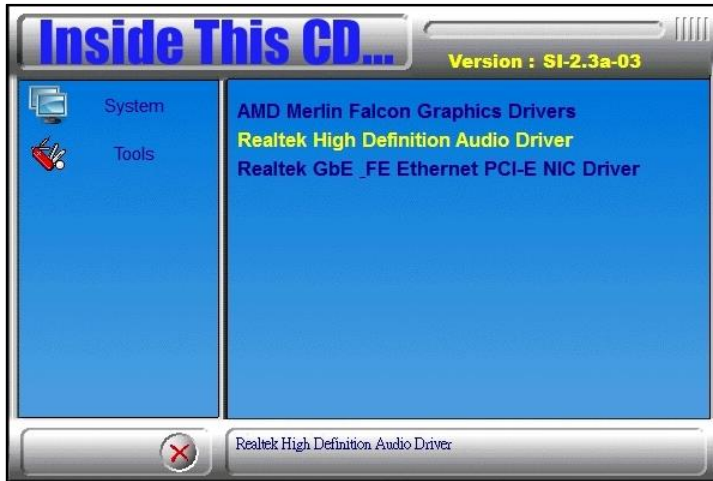 Inside This CD...
Version : SI-2.3a-03
System
Tools
AMD Merlin Falcon Graphics Drivers
Realtek High Definition Audio Driver
Realtek GbE _FE Ethernet PCI-E NIC Driver
Realtek High Definition Audio Driver